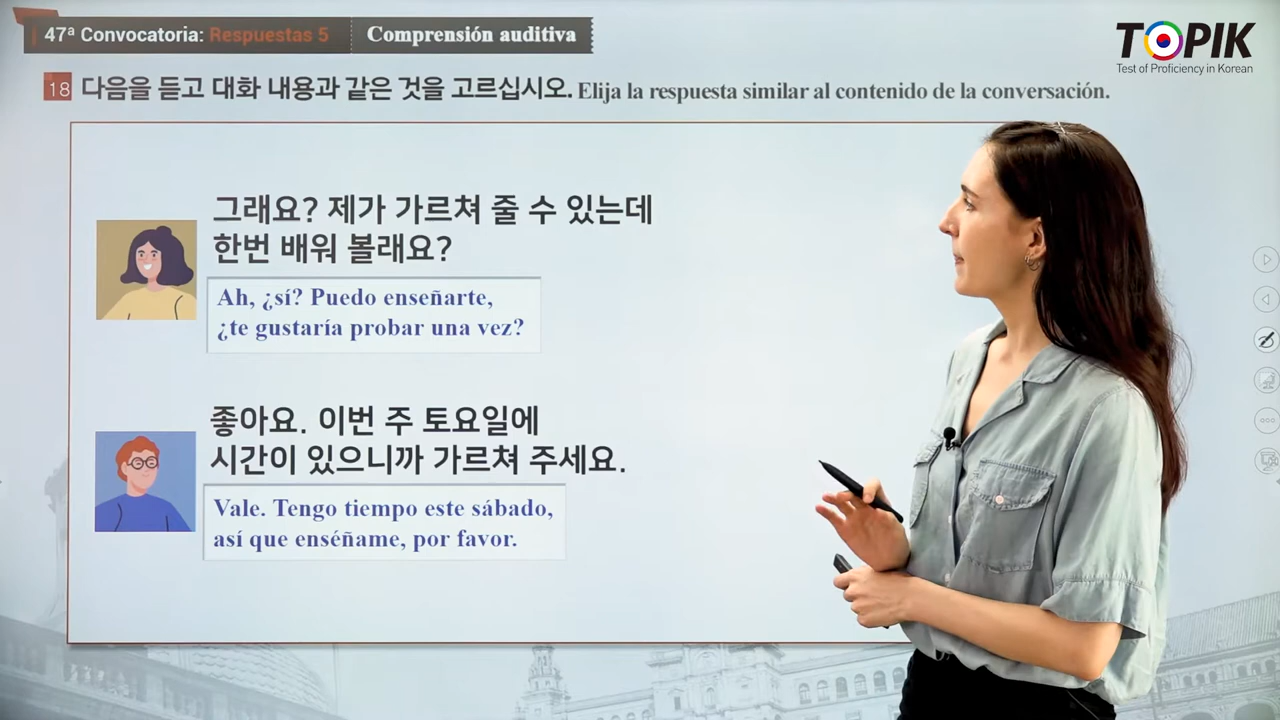 47ª Convocatoria: Respuestas 5 Comprensión auditiva
TOPIK
Test of Proficiency in Korean
18 다음을 듣고 대화 내용과 같은 것을 고르십시오. Elija la respuesta similar al contenido de la conversación.
그래요? 제가 가르쳐 줄 수 있는데
한번 배워 볼래요?
Ah, ¿sí? Puedo enseñarte,
¿te gustaría probar una vez?
좋아요. 이번 주 토요일에
시간이 있으니까 가르쳐 주세요.
Vale. Tengo tiempo este sábado,
así que enséñame, por favor.